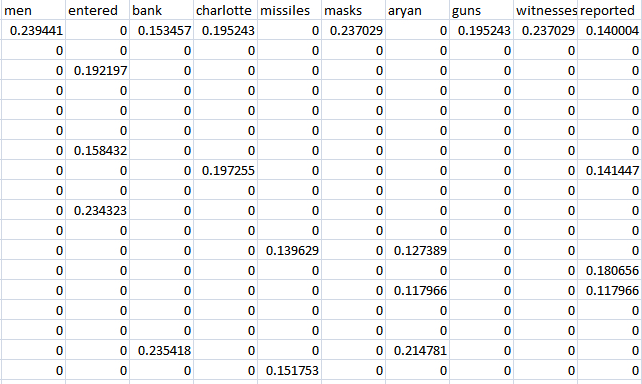 men entered bank charlotte missiles masks aryan guns witnesses reported
0.239441 0 0.153457 0.195243 0 0.237029 0 0.195243 0.237029 0.140004
0 0 0 0 0 0 0 0 0 0
0 0.192197 0 0 0 0 0 0 0 0
0 0 0 0 0 0 0 0 0 0
0 0 0 0 0 0 0 0 0 0
0 0 0 0 0 0 0 0 0 0
0 0.158432 0 0 0 0 0 0 0 0
0 0 0 0.197255 0 0 0 0 0 0.141447
0 0 0 0 0 0 0 0 0 0
0 0.234323 0 0 0 0 0 0 0 0
0 0 0 0 0 0 0 0 0 0
0 0 0 0 0.139629 0 0.127389 0 0 0
0 0 0 0 0 0 0 0 0 0.180656
0 0 0 0 0 0 0.117966 0 0 0.117966
0 0 0 0 0 0 0 0 0 0
0 0 0 0 0 0 0 0 0 0
0 0 0.235418 0 0 0 0.214781 0 0 0
0 0 0 0 0.151753 0 0 0 0 0